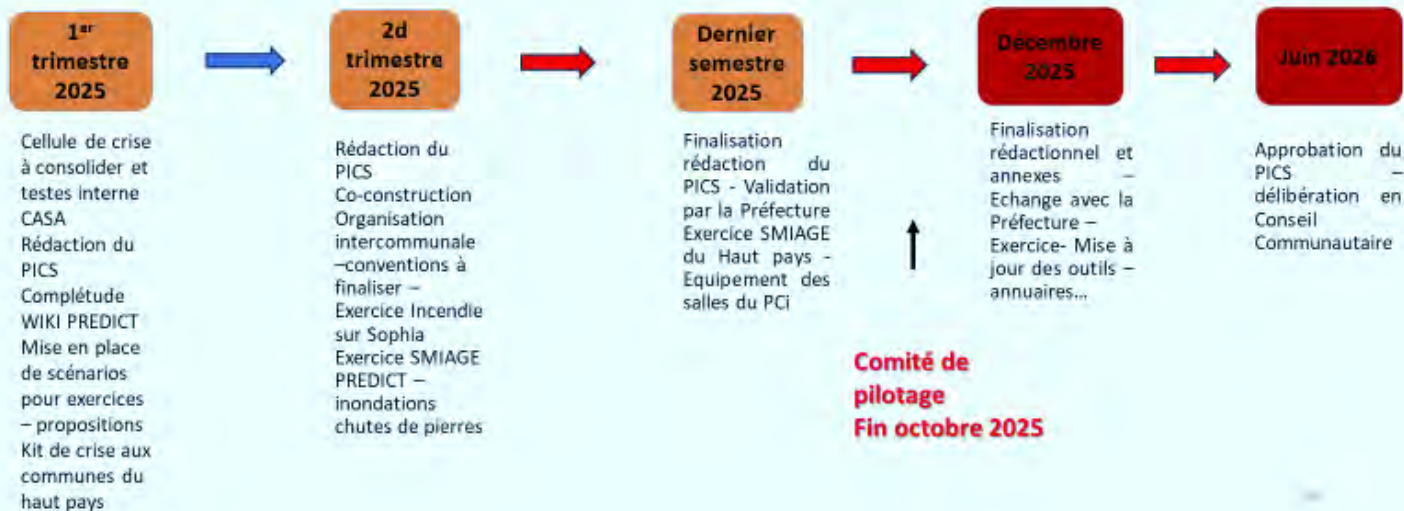 1er
trimestre
2025
Cellule de crise
à consolider et
testes interne
CASA
Rédaction du
PICS
Complétude
WIKI PREDICT
Mise en place
de scénarios
pour exercices
– propositions
Kit de crise aux
communes du
haut pays
2d
trimestre
2025
Rédaction du
PICS
Co-construction
Organisation
intercommunale
–conventions à
finaliser –
Exercice Incendie
sur Sophia
Exercice SMIAGE
PREDICT –
inondations
chutes de pierres
Dernier
semestre
2025
Finalisation
rédaction du
PICS - Validation
par la Préfecture
Exercice SMIAGE
du Haut pays -
Equipement des
salles du PCi
Comité de
pilotage
Fin octobre 2025
Décembre
2025
Finalisation
rédactionnel et
annexes –
Echange avec la
Préfecture –
Exercice- Mise à
jour des outils –
annuaires...
Juin 2026
Approbation du
PICS –
délibération en
Conseil
Communautaire